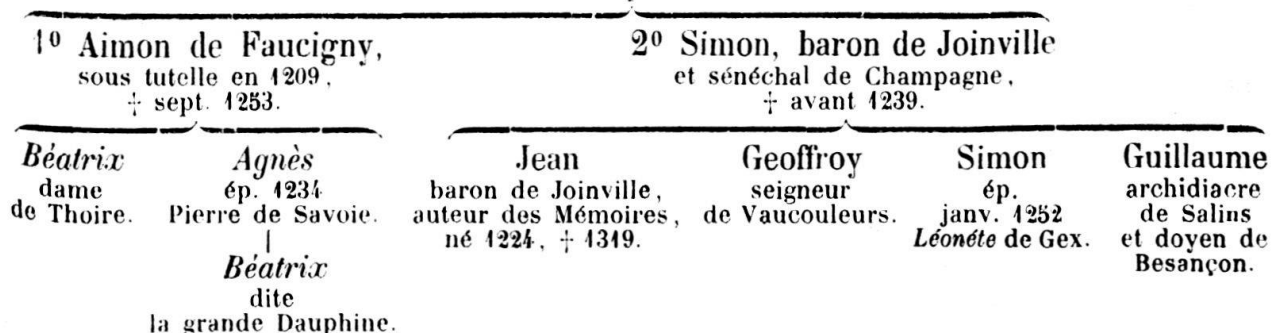 1º Aimon de Faucigny,
sous tutelle en 1209,
† sept. 1253.
2º Simon, baron de Joinville
et sénéchal de Champagne,
† avant 1239.
Béatrix
dame
de Thoire.
Agnès
ép. 1234
Pierre de Savoie.
Béatrix
dite
la grande Dauphine.
Jean
baron de Joinville,
auteur des Mémoires,
né 1224, † 1319.
Geoffroy
seigneur
de Vaucouleurs.
Simon
ép.
janv. 1252
Léonéte de Gex.
Guillaume
archidiacre
de Salins
et doyen de
Besançon.